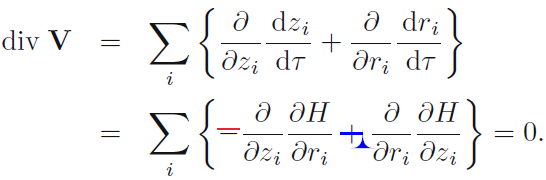 div V = ∑_i { ∂/∂z_i dz_i/dτ + ∂/∂r_i dr_i/dτ }
= ∑_i { − ∂/∂z_i ∂H/∂r_i + ∂/∂r_i ∂H/∂z_i } = 0.